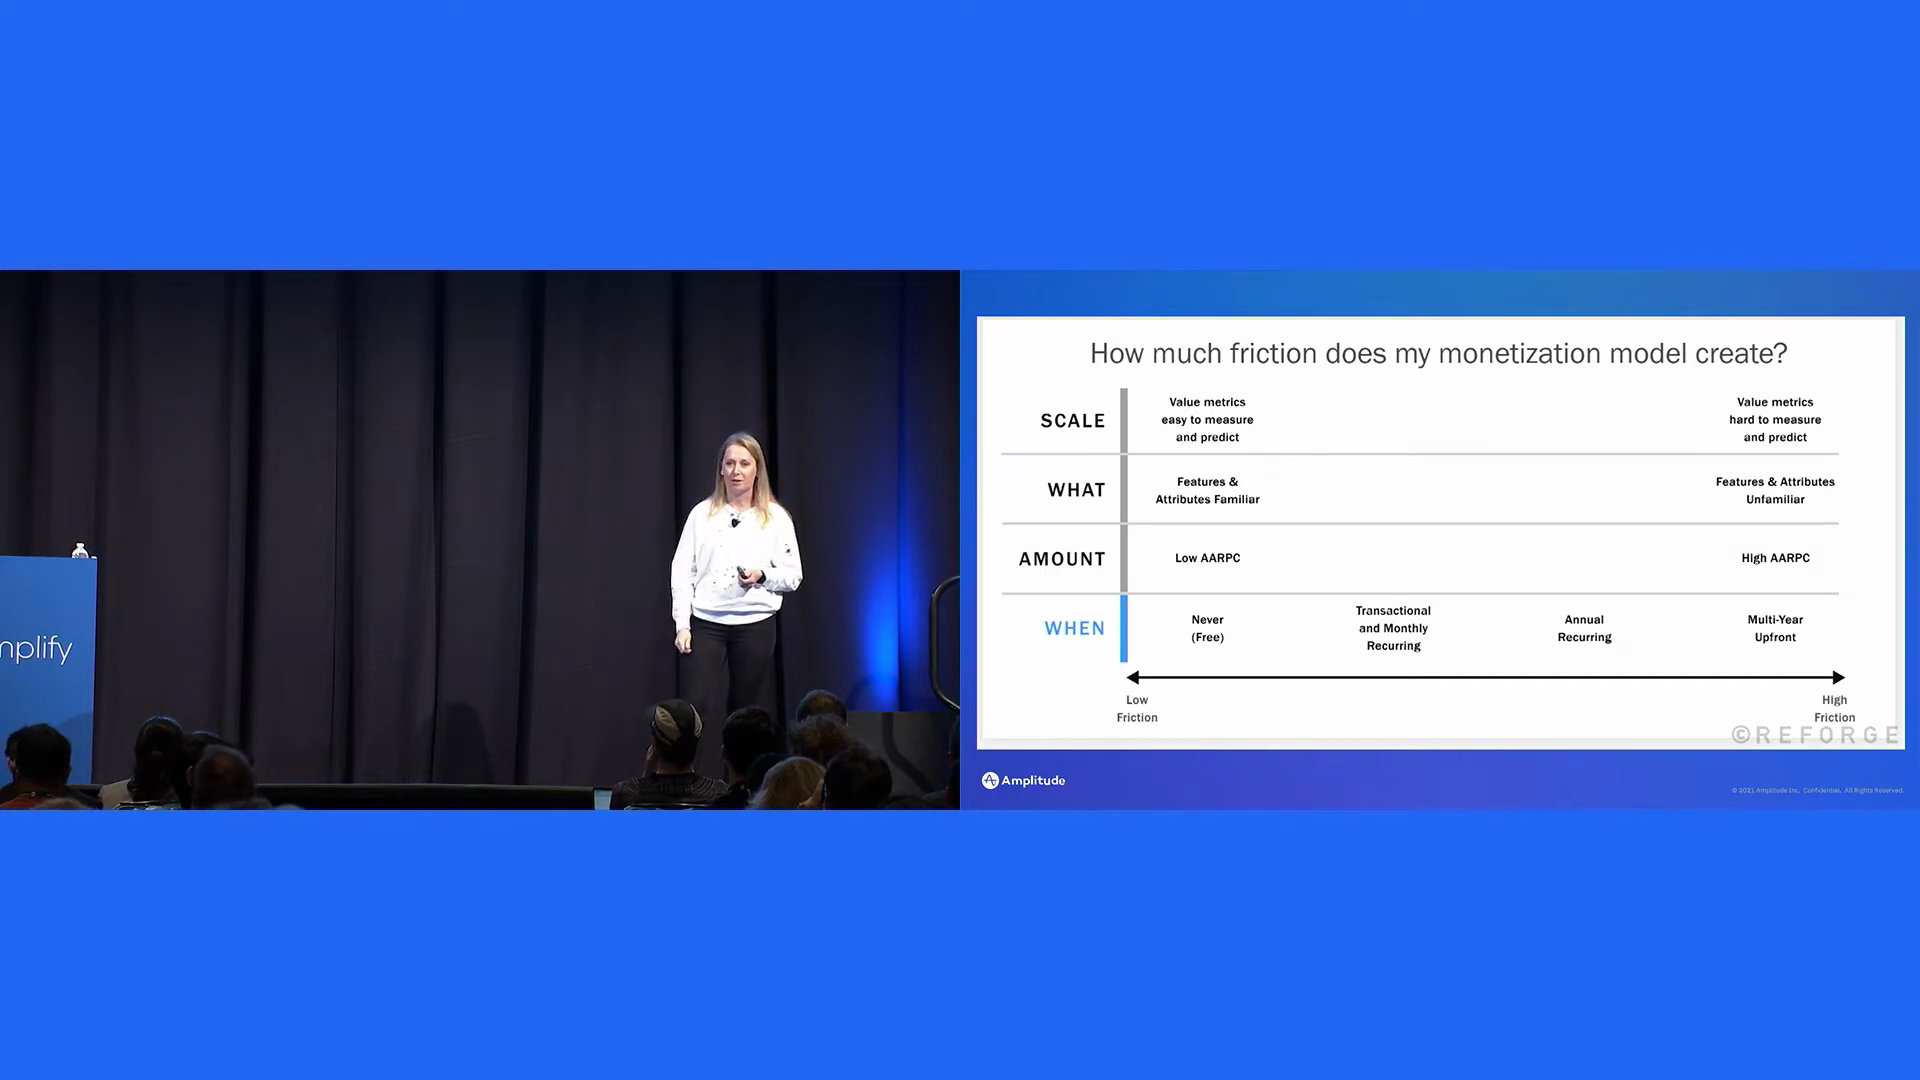 mplify
How much friction does my monetization model create?
SCALE
Value metrics
easy to measure
and predict
Value metrics
hard to measure
and predict
WHAT
Features &
Attributes Familiar
Features & Attributes
Unfamiliar
AMOUNT
Low AARPC
High AARPC
WHEN
Never
(Free)
Transactional
and Monthly
Recurring
Annual
Recurring
Multi-Year
Upfront
Low
Friction
High
Friction
©REFORGE
Amplitude
© 2021 Amplitude Inc. Confidential. All Rights Reserved.